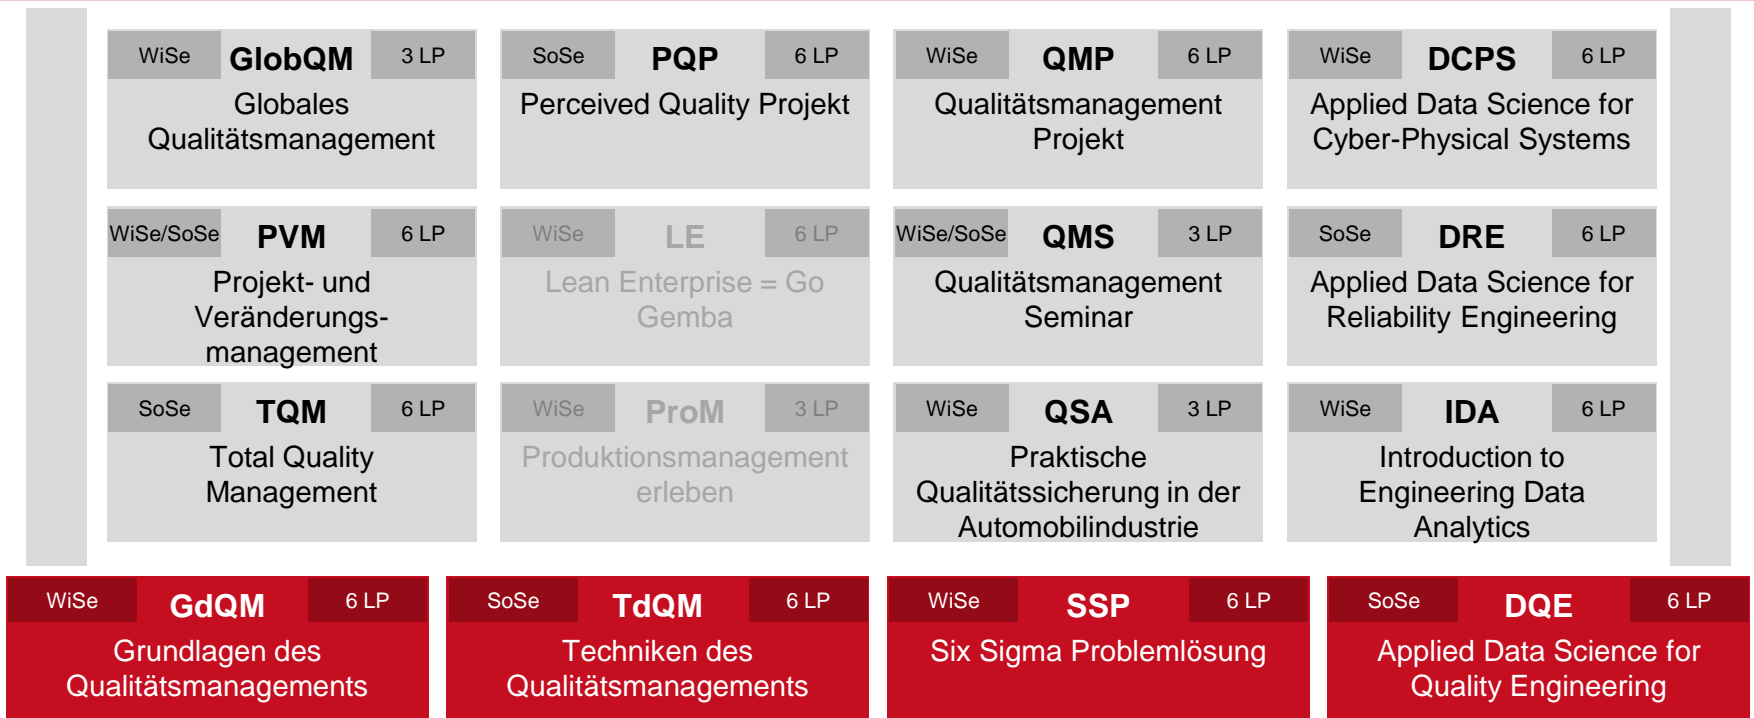 WiSe GlobQM 3 LP
Globales
Qualitätsmanagement
SoSe PQP 6 LP
Perceived Quality Projekt
WiSe QMP 6 LP
Qualitätsmanagement
Projekt
WiSe DCPS 6 LP
Applied Data Science for
Cyber-Physical Systems
WiSe/SoSe PVM 6 LP
Projekt- und
Veränderungs-
management
WiSe LE 6 LP
Lean Enterprise = Go
Gemba
WiSe/SoSe QMS 3 LP
Qualitätsmanagement
Seminar
SoSe DRE 6 LP
Applied Data Science for
Reliability Engineering
SoSe TQM 6 LP
Total Quality
Management
WiSe ProM 3 LP
Produktionsmanagement
erleben
WiSe QSA 3 LP
Praktische
Qualitätssicherung in der
Automobilindustrie
WiSe IDA 6 LP
Introduction to
Engineering Data
Analytics
WiSe GdQM 6 LP
Grundlagen des
Qualitätsmanagements
SoSe TdQM 6 LP
Techniken des
Qualitätsmanagements
WiSe SSP 6 LP
Six Sigma Problemlösung
SoSe DQE 6 LP
Applied Data Science for
Quality Engineering